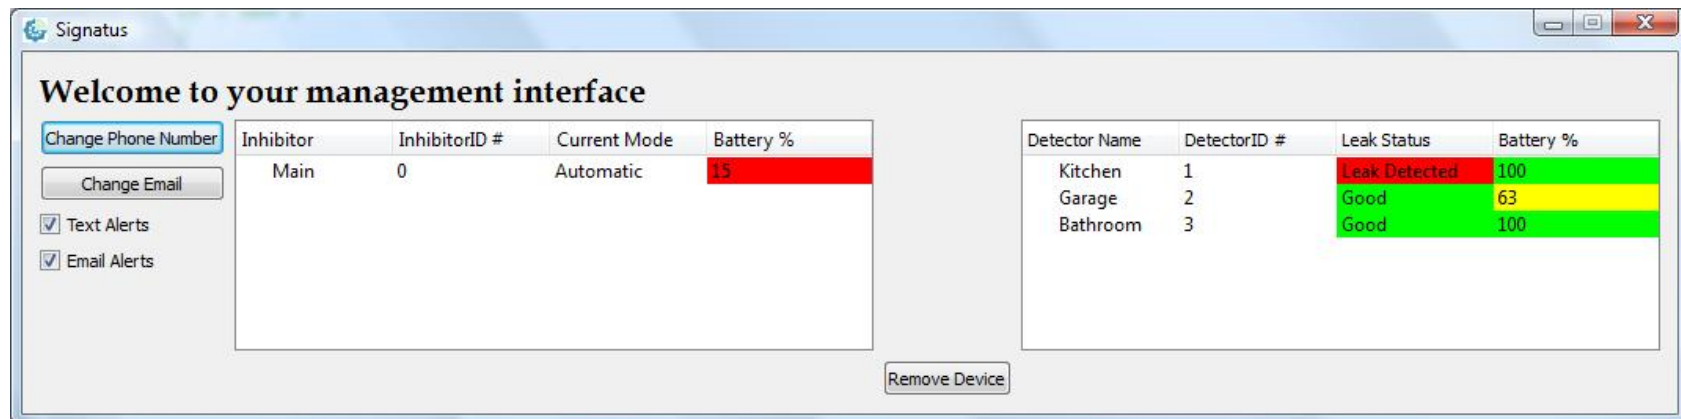 Signatus
Welcome to your management interface
Change Phone Number
Change Email
Text Alerts
Email Alerts
Inhibitor InhibitorID # Current Mode Battery %
Main 0 Automatic 15
Detector Name DetectorID # Leak Status Battery %
Kitchen 1 Leak Detected 100
Garage 2 Good 63
Bathroom 3 Good 100
Remove Device